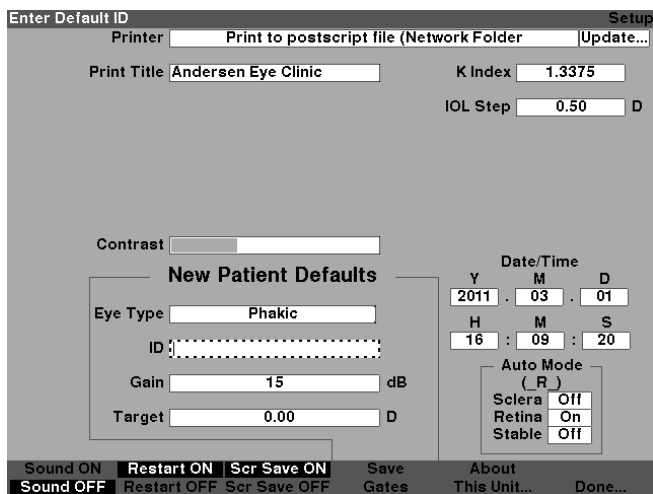 Enter Default ID Setup
Printer Print to postscript file (Network Folder Update...
Print Title Andersen Eye Clinic K Index 1.3375
IOL Step 0.50 D
Contrast
New Patient Defaults
Eye Type Phakic
ID
Gain 15 dB
Target 0.00 D
Date/Time
Y M D
2011 . 03 . 01
H M S
16 : 09 : 20
Auto Mode
(_R_)
Sclera Off
Retina On
Stable Off
Sound ON Restart ON Scr Save ON Save About
Sound OFF Restart OFF Scr Save OFF Gates This Unit... Done...